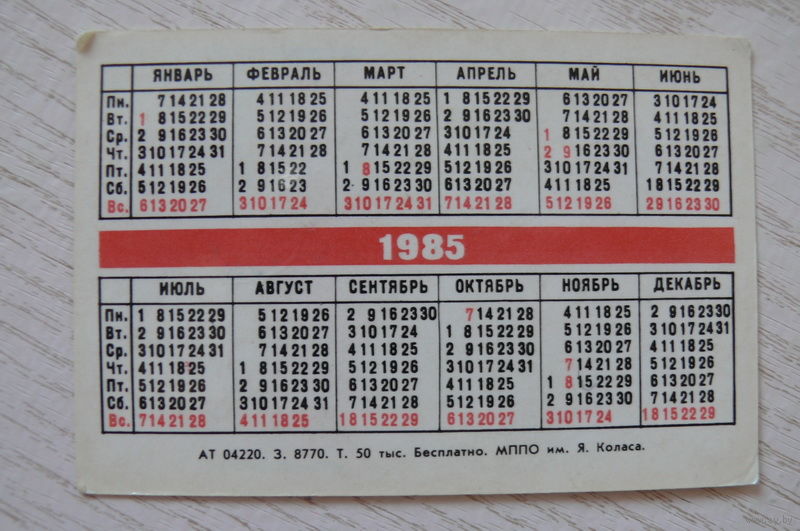 ЯНВАРЬ ФЕВРАЛЬ МАРТ АПРЕЛЬ МАЙ ИЮНЬ
Пн. 7 14 21 28 4 11 18 25 4 11 18 25 1 8 15 22 29 6 13 20 27 3 10 17 24
Вт. 1 8 15 22 29 5 12 19 26 5 12 19 26 2 9 16 23 30 7 14 21 28 4 11 18 25
Ср. 2 9 16 23 30 6 13 20 27 6 13 20 27 3 10 17 24 1 8 15 22 29 5 12 19 26
Чт. 3 10 17 24 31 7 14 21 28 7 14 21 28 4 11 18 25 2 9 16 23 30 6 13 20 27
Пт. 4 11 18 25 1 8 15 22 1 8 15 22 29 5 12 19 26 3 10 17 24 31 7 14 21 28
Сб. 5 12 19 26 2 9 16 23 2 9 16 23 30 6 13 20 27 4 11 18 25 1 8 15 22 29
Вс. 6 13 20 27 3 10 17 24 3 10 17 24 31 7 14 21 28 5 12 19 26 2 9 16 23 30
1985
ИЮЛЬ АВГУСТ СЕНТЯБРЬ ОКТЯБРЬ НОЯБРЬ ДЕКАБРЬ
Пн. 1 8 15 22 29 5 12 19 26 2 9 16 23 30 7 14 21 28 4 11 18 25 2 9 16 23 30
Вт. 2 9 16 23 30 6 13 20 27 3 10 17 24 1 8 15 22 29 5 12 19 26 3 10 17 24 31
Ср. 3 10 17 24 31 7 14 21 28 4 11 18 25 2 9 16 23 30 6 13 20 27 4 11 18 25
Чт. 4 11 18 25 1 8 15 22 29 5 12 19 26 3 10 17 24 31 7 14 21 28 5 12 19 26
Пт. 5 12 19 26 2 9 16 23 30 6 13 20 27 4 11 18 25 1 8 15 22 29 6 13 20 27
Сб. 6 13 20 27 3 10 17 24 31 7 14 21 28 5 12 19 26 2 9 16 23 30 7 14 21 28
Вс. 7 14 21 28 4 11 18 25 1 8 15 22 29 6 13 20 27 3 10 17 24 1 8 15 22 29
АТ 04220. З. 8770. Т. 50 тыс. Бесплатно. МППО им. Я. Коласа.